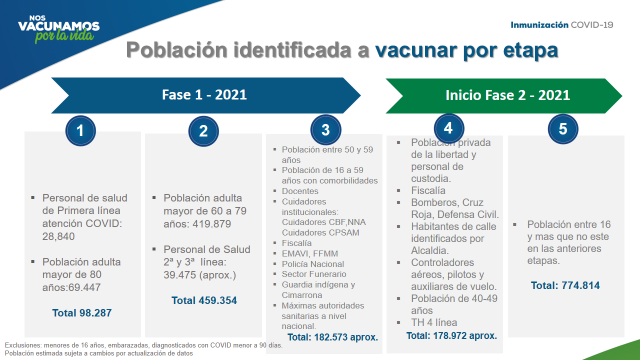 NOS
VACUNAMOS
por la vida
Inmunización COVID-19
Población identificada a vacunar por etapa
Fase 1 - 2021
Inicio Fase 2 - 2021
1
▪ Personal de salud
de Primera línea
atención COVID:
28,840
▪ Población adulta
mayor de 80
años:69.447
Total 98.287
2
▪ Población adulta
mayor de 60 a 79
años: 419.879
▪ Personal de Salud
2ª y 3ª línea:
39.475 (aprox.)
Total 459.354
3
▪ Población entre 50 y 59
años
▪ Población de 16 a 59
años con comorbilidades
▪ Docentes
▪ Cuidadores
institucionales:
Cuidadores CBF,NNA
Cuidadores CPSAM
▪ Fiscalía
▪ EMAVI, FFMM
▪ Policía Nacional
▪ Sector Funerario
▪ Guardia indígena y
Cimarrona
▪ Máximas autoridades
sanitarias a nivel
nacional.
Total: 182.573 aprox.
4
▪ Población privada
de la libertad y
personal de
custodia.
▪ Fiscalía
▪ Bomberos, Cruz
Roja, Defensa Civil.
▪ Habitantes de calle
identificados por
Alcaldia.
▪ Controladores
aéreos, pilotos y
auxiliares de vuelo.
▪ Población de 40-49
años
▪ TH 4 línea
Total: 178.972 aprox.
5
▪ Población entre 16
y mas que no este
en las anteriores
etapas.
Total: 774.814
Exclusiones: menores de 16 años, embarazadas, diagnosticados con COVID menor a 90 días.
Población estimada sujeta a cambios por actualización de datos